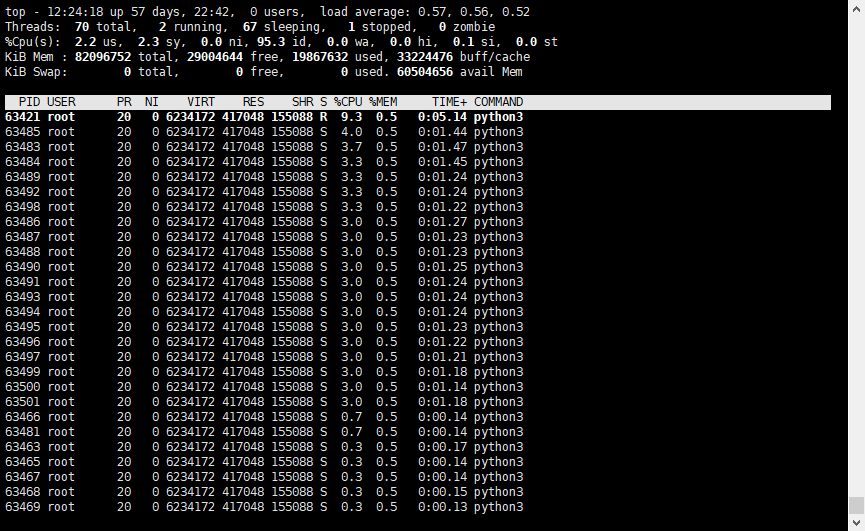 top - 12:24:18 up 57 days, 22:42,  0 users,  load average: 0.57, 0.56, 0.52
Threads:  70 total,   2 running,  67 sleeping,   1 stopped,   0 zombie
%Cpu(s):  2.2 us,  2.3 sy,  0.0 ni, 95.3 id,  0.0 wa,  0.0 hi,  0.1 si,  0.0 st
KiB Mem : 82096752 total, 29004644 free, 19867632 used, 33224476 buff/cache
KiB Swap:        0 total,        0 free,        0 used. 60504656 avail Mem
PID USER      PR  NI    VIRT    RES    SHR S %CPU %MEM     TIME+ COMMAND
63421 root      20   0 6234172 417048 155088 R  9.3  0.5   0:05.14 python3
63485 root      20   0 6234172 417048 155088 S  4.0  0.5   0:01.44 python3
63483 root      20   0 6234172 417048 155088 S  3.7  0.5   0:01.47 python3
63484 root      20   0 6234172 417048 155088 S  3.3  0.5   0:01.45 python3
63489 root      20   0 6234172 417048 155088 S  3.3  0.5   0:01.24 python3
63492 root      20   0 6234172 417048 155088 S  3.3  0.5   0:01.24 python3
63498 root      20   0 6234172 417048 155088 S  3.3  0.5   0:01.22 python3
63486 root      20   0 6234172 417048 155088 S  3.0  0.5   0:01.27 python3
63487 root      20   0 6234172 417048 155088 S  3.0  0.5   0:01.23 python3
63488 root      20   0 6234172 417048 155088 S  3.0  0.5   0:01.23 python3
63490 root      20   0 6234172 417048 155088 S  3.0  0.5   0:01.25 python3
63491 root      20   0 6234172 417048 155088 S  3.0  0.5   0:01.24 python3
63493 root      20   0 6234172 417048 155088 S  3.0  0.5   0:01.24 python3
63494 root      20   0 6234172 417048 155088 S  3.0  0.5   0:01.24 python3
63495 root      20   0 6234172 417048 155088 S  3.0  0.5   0:01.23 python3
63496 root      20   0 6234172 417048 155088 S  3.0  0.5   0:01.22 python3
63497 root      20   0 6234172 417048 155088 S  3.0  0.5   0:01.21 python3
63499 root      20   0 6234172 417048 155088 S  3.0  0.5   0:01.18 python3
63500 root      20   0 6234172 417048 155088 S  3.0  0.5   0:01.14 python3
63501 root      20   0 6234172 417048 155088 S  3.0  0.5   0:01.18 python3
63466 root      20   0 6234172 417048 155088 S  0.7  0.5   0:00.14 python3
63481 root      20   0 6234172 417048 155088 S  0.7  0.5   0:00.14 python3
63463 root      20   0 6234172 417048 155088 S  0.3  0.5   0:00.17 python3
63465 root      20   0 6234172 417048 155088 S  0.3  0.5   0:00.14 python3
63467 root      20   0 6234172 417048 155088 S  0.3  0.5   0:00.14 python3
63468 root      20   0 6234172 417048 155088 S  0.3  0.5   0:00.15 python3
63469 root      20   0 6234172 417048 155088 S  0.3  0.5   0:00.13 python3